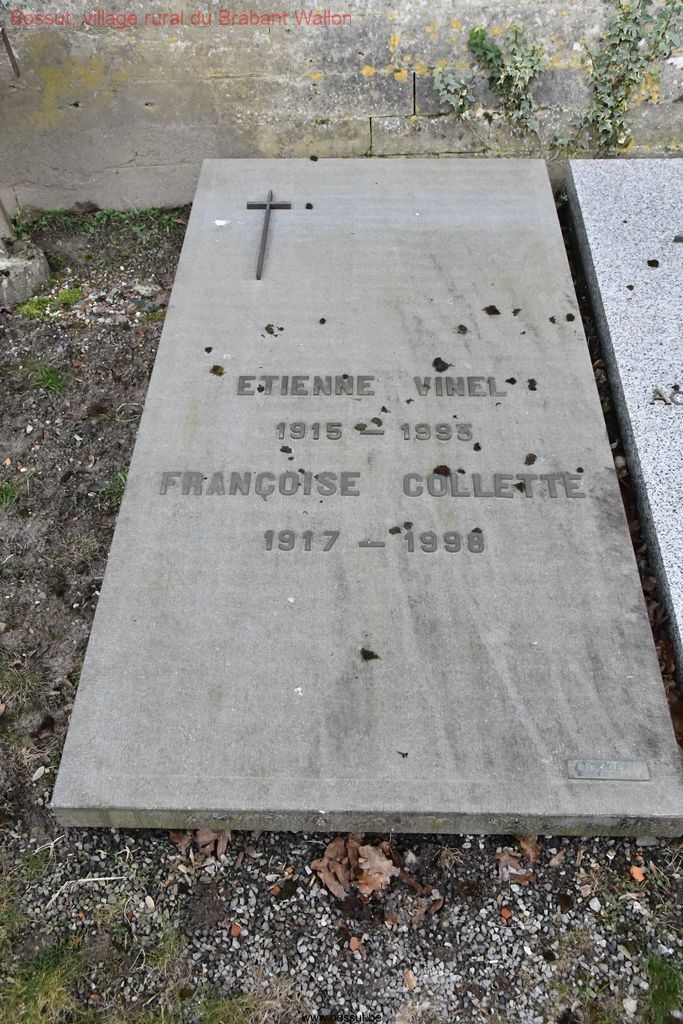 Bossut, village rural du Brabant Wallon
ETIENNE VINEL
1915 — 1993
FRANÇOISE COLLETTE
1917 — 1998
www.bossut.be